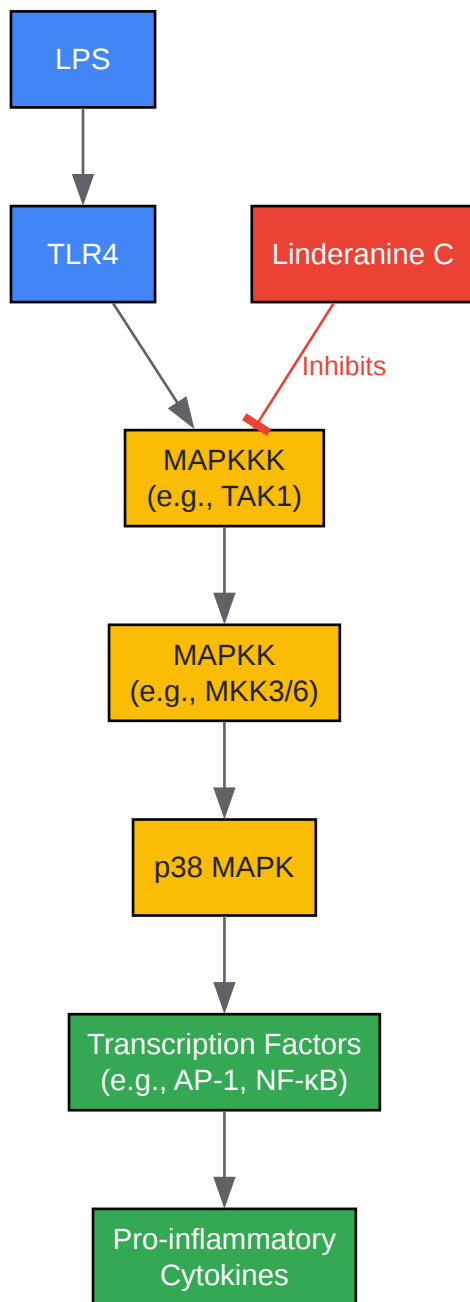 LPS
TLR4
Linderanine C
Inhibits
MAPKKK
(e.g., TAK1)
MAPKK
(e.g., MKK3/6)
p38 MAPK
Transcription Factors
(e.g., AP-1, NF-κB)
Pro-inflammatory
Cytokines